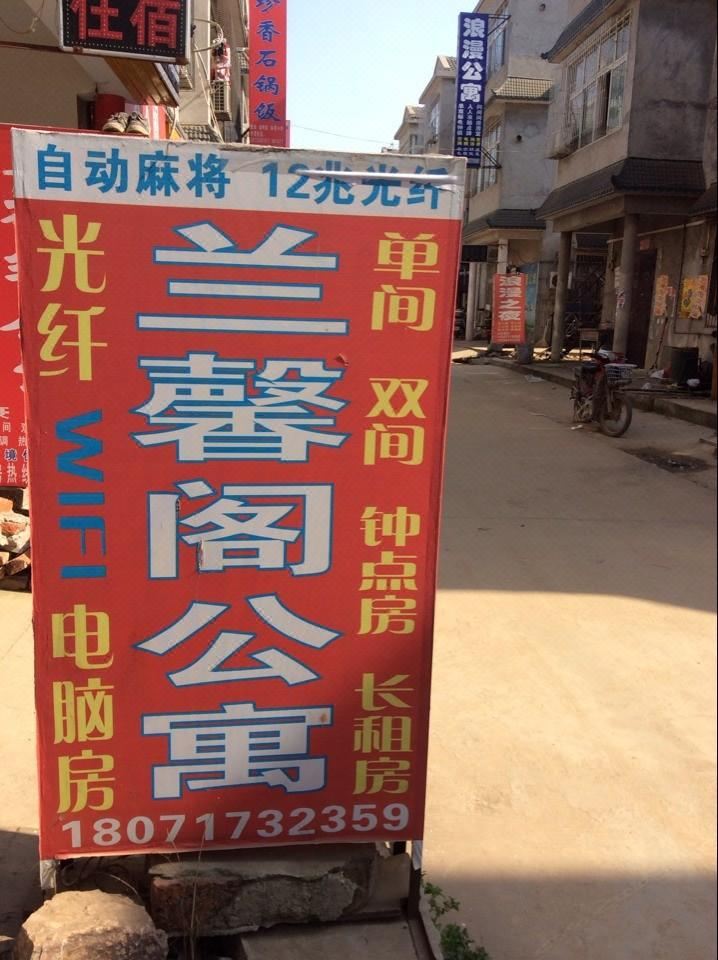 住宿
珍香石锅饭
浪漫公寓
自动麻将 12兆光纤
光纤
WIFI
电脑房
兰馨阁公寓
单间
双间
钟点房
长租房
18071732359
浪漫之夜